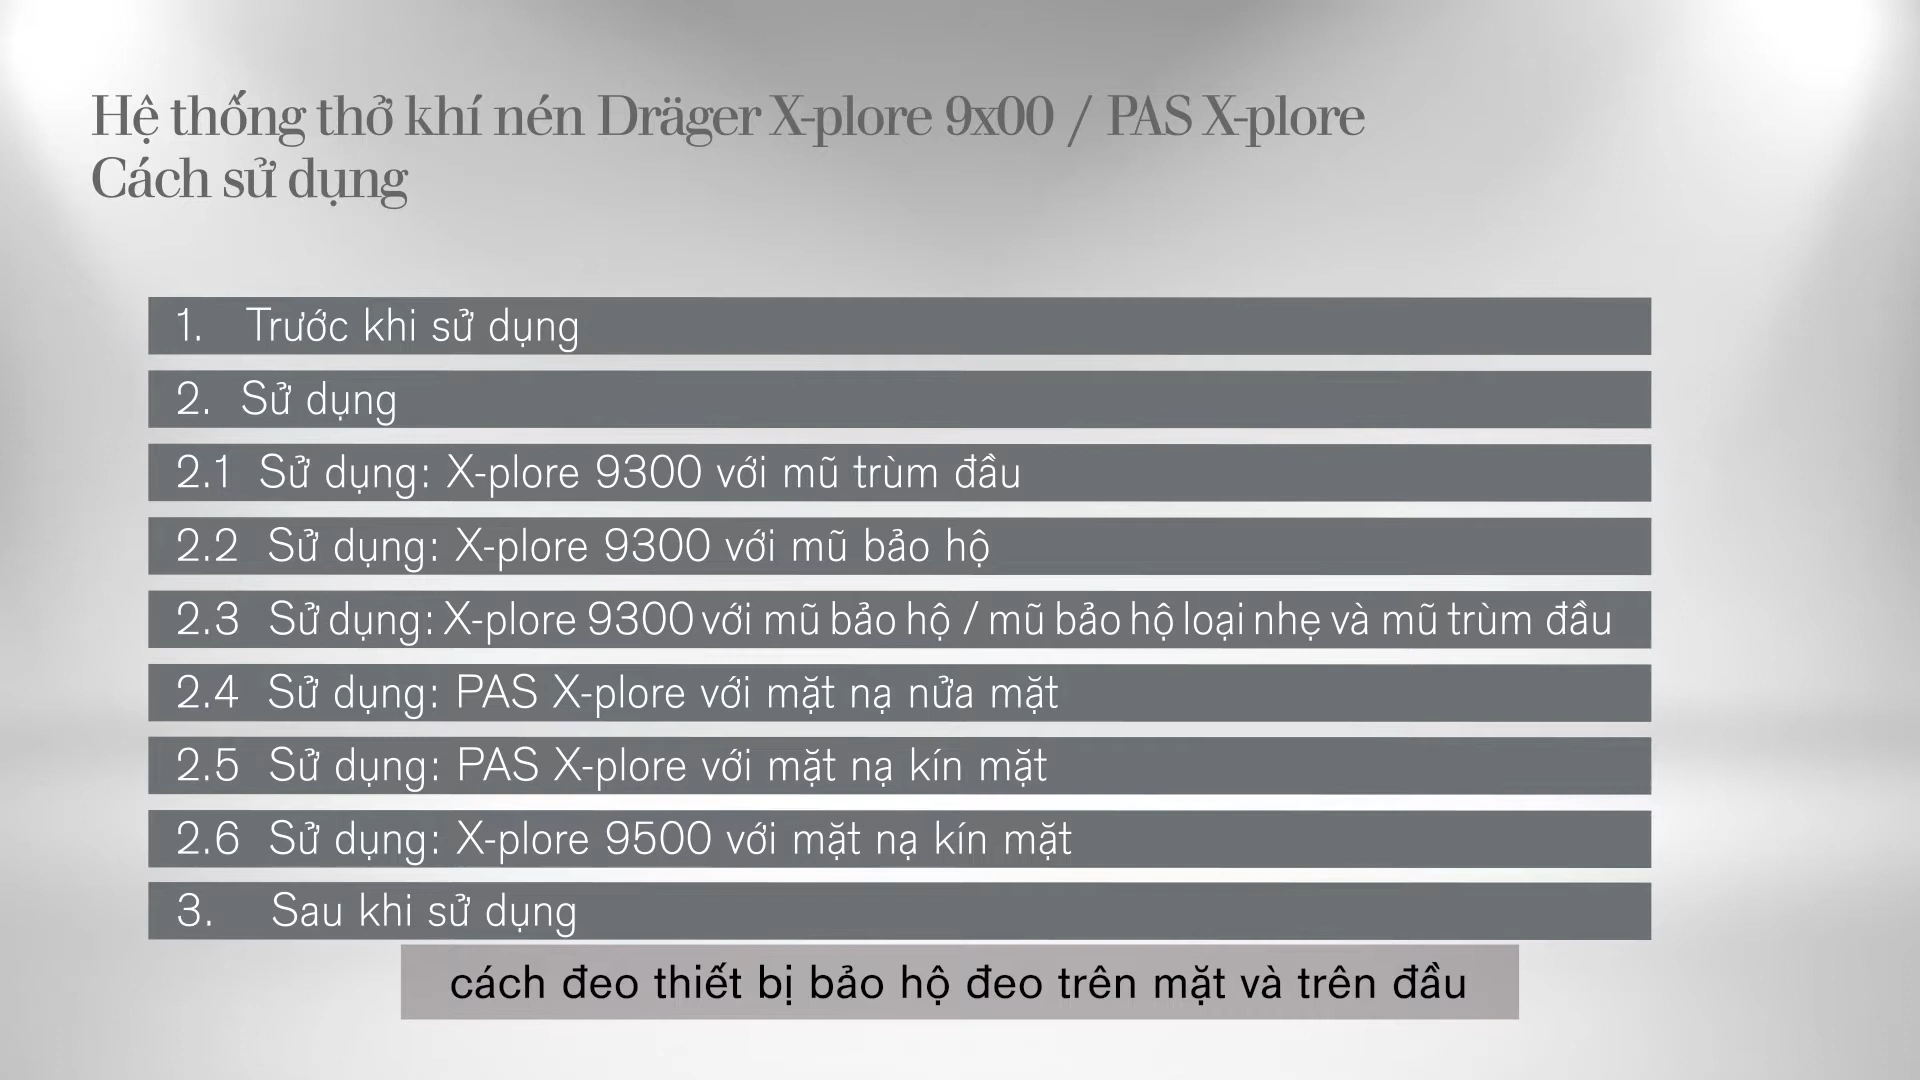 Hệ thống thở khí nén Dräger X-plore 9x00 / PAS X-plore
Cách sử dụng
1. Trước khi sử dụng
2. Sử dụng
2.1 Sử dụng: X-plore 9300 với mũ trùm đầu
2.2 Sử dụng: X-plore 9300 với mũ bảo hộ
2.3 Sử dụng: X-plore 9300 với mũ bảo hộ / mũ bảo hộ loại nhẹ và mũ trùm đầu
2.4 Sử dụng: PAS X-plore với mặt nạ nửa mặt
2.5 Sử dụng: PAS X-plore với mặt nạ kín mặt
2.6 Sử dụng: X-plore 9500 với mặt nạ kín mặt
3. Sau khi sử dụng
cách đeo thiết bị bảo hộ đeo trên mặt và trên đầu